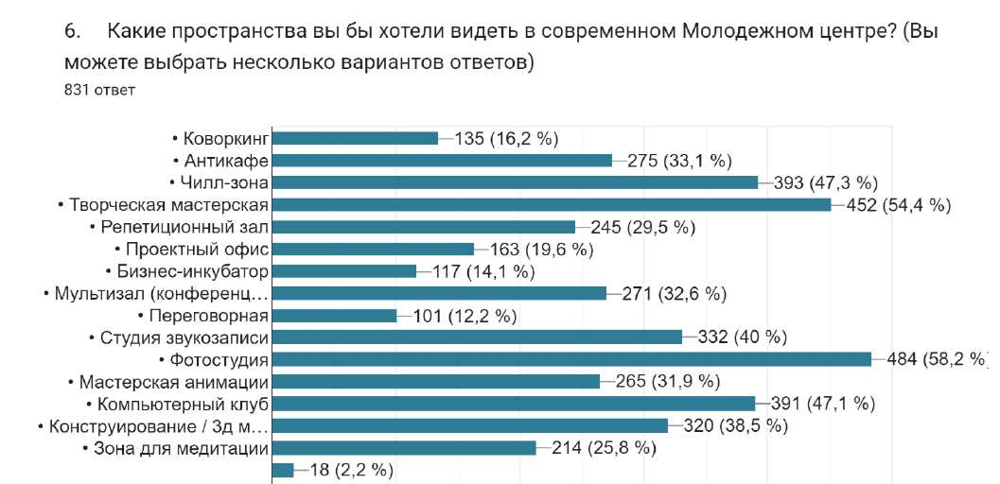 6. Какие пространства вы бы хотели видеть в современном Молодежном центре? (Вы
можете выбрать несколько вариантов ответов)
831 ответ
• Коворкинг 135 (16,2 %)
• Антикафе 275 (33,1 %)
• Чилл-зона 393 (47,3 %)
• Творческая мастерская 452 (54,4 %)
• Репетиционный зал 245 (29,5 %)
• Проектный офис 163 (19,6 %)
• Бизнес-инкубатор 117 (14,1 %)
• Мультизал (конференц... 271 (32,6 %)
• Переговорная 101 (12,2 %)
• Студия звукозаписи 332 (40 %)
• Фотостудия 484 (58,2 %)
• Мастерская анимации 265 (31,9 %)
• Компьютерный клуб 391 (47,1 %)
• Конструирование / 3д м... 320 (38,5 %)
• Зона для медитации 214 (25,8 %)
18 (2,2 %)